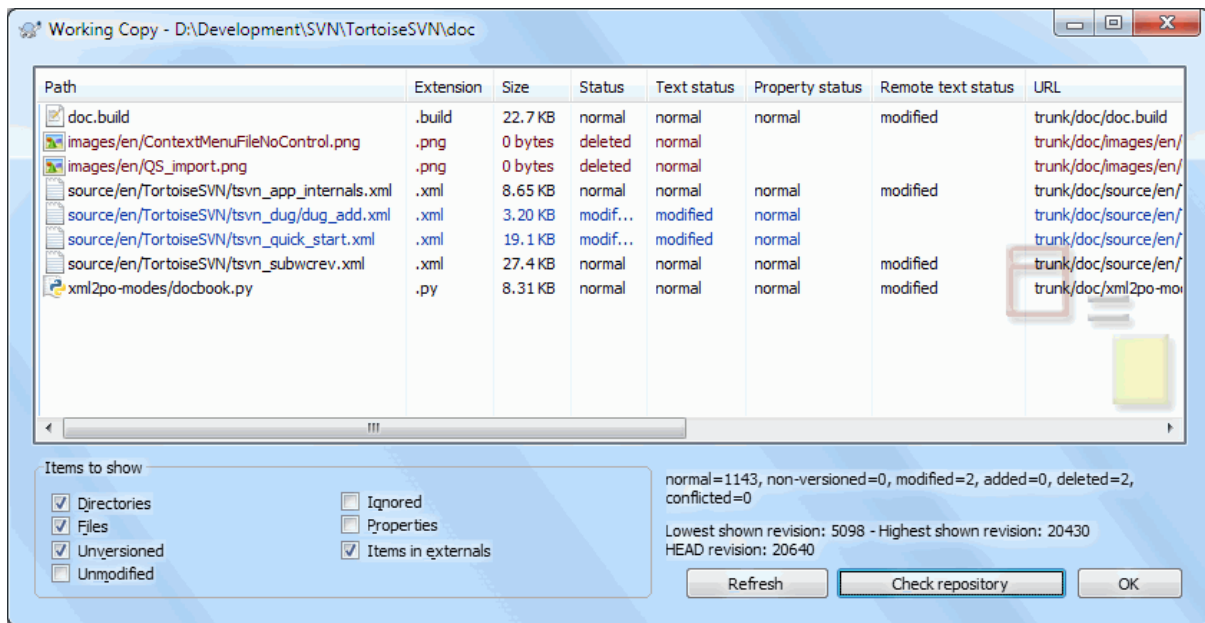 Working Copy - D:\Development\SVN\TortoiseSVN\doc
Path Extension Size Status Text status Property status Remote text status URL
doc.build .build 22.7 KB normal normal normal modified trunk/doc/doc.build
images/en/ContextMenuFileNoControl.png .png 0 bytes deleted normal trunk/doc/images/en/
images/en/QS_import.png .png 0 bytes deleted normal trunk/doc/images/en/
source/en/TortoiseSVN/tsvn_app_internals.xml .xml 8.65 KB normal normal normal modified trunk/doc/source/en/
source/en/TortoiseSVN/tsvn_dug/dug_add.xml .xml 3.20 KB modif... modified normal trunk/doc/source/en/
source/en/TortoiseSVN/tsvn_quick_start.xml .xml 19.1 KB modif... modified normal trunk/doc/source/en/
source/en/TortoiseSVN/tsvn_subwcrev.xml .xml 27.4 KB normal normal normal modified trunk/doc/source/en/
xml2po-modes/docbook.py .py 8.31 KB normal normal normal modified trunk/doc/xml2po-mo
Items to show
Directories Ignored
Files Properties
Unversioned Items in externals
Unmodified
normal=1143, non-versioned=0, modified=2, added=0, deleted=2,
conflicted=0
Lowest shown revision: 5098 - Highest shown revision: 20430
HEAD revision: 20640
Refresh Check repository OK